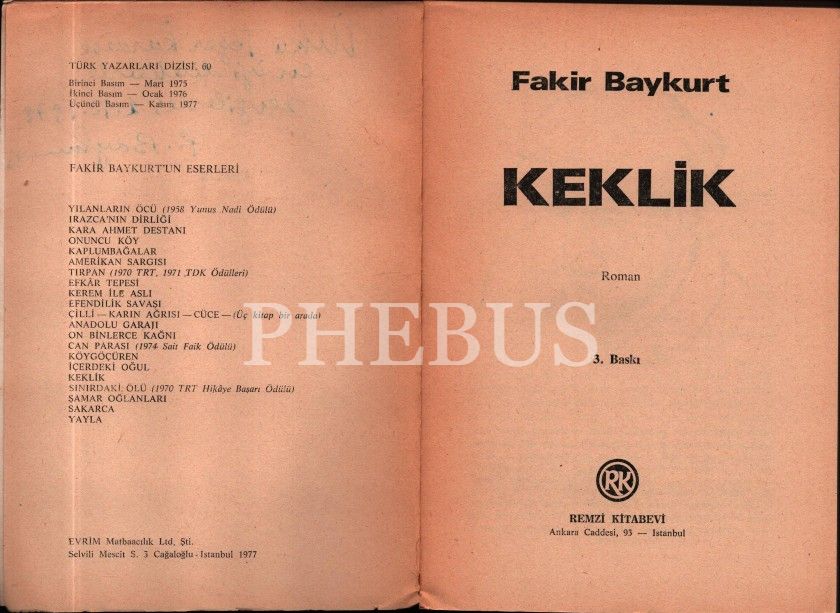 TÜRK YAZARLARI DİZİSİ, 60
Birinci Basım — Mart 1975
İkinci Basım — Ocak 1976
Üçüncü Basım — Kasım 1977
FAKİR BAYKURT'UN ESERLERİ
YILANLARIN ÖCÜ (1958 Yunus Nadi Ödülü)
IRAZCA'NIN DİRLİĞİ
KARA AHMET DESTANI
ONUNCU KÖY
KAPLUMBAĞALAR
AMERİKAN SARGISI
TIRPAN (1970 TRT, 1971 TDK Ödülleri)
EFKÂR TEPESİ
KEREM İLE ASLI
EFENDİLİK SAVAŞI
ÇİLLİ — KARIN AĞRISI — CÜCE — (Üç kitap bir arada)
ANADOLU GARAJI
ON BİNLERCE KAĞNI
CAN PARASI (1974 Sait Faik Ödülü)
KÖYGÖÇÜREN
İÇERDEKİ OĞUL
KEKLİK
SINIRDAKİ ÖLÜ (1970 TRT Hikâye Başarı Ödülü)
ŞAMAR OĞLANLARI
SAKARCA
YAYLA
EVRİM Matbaacılık Ltd. Şti.
Selvili Mescit S. 3 Cağaloğlu - İstanbul 1977
Fakir Baykurt
KEKLİK
Roman
3. Baskı
RK
REMZİ KİTABEVİ
Ankara Caddesi, 93 — İstanbul
PHEBUS